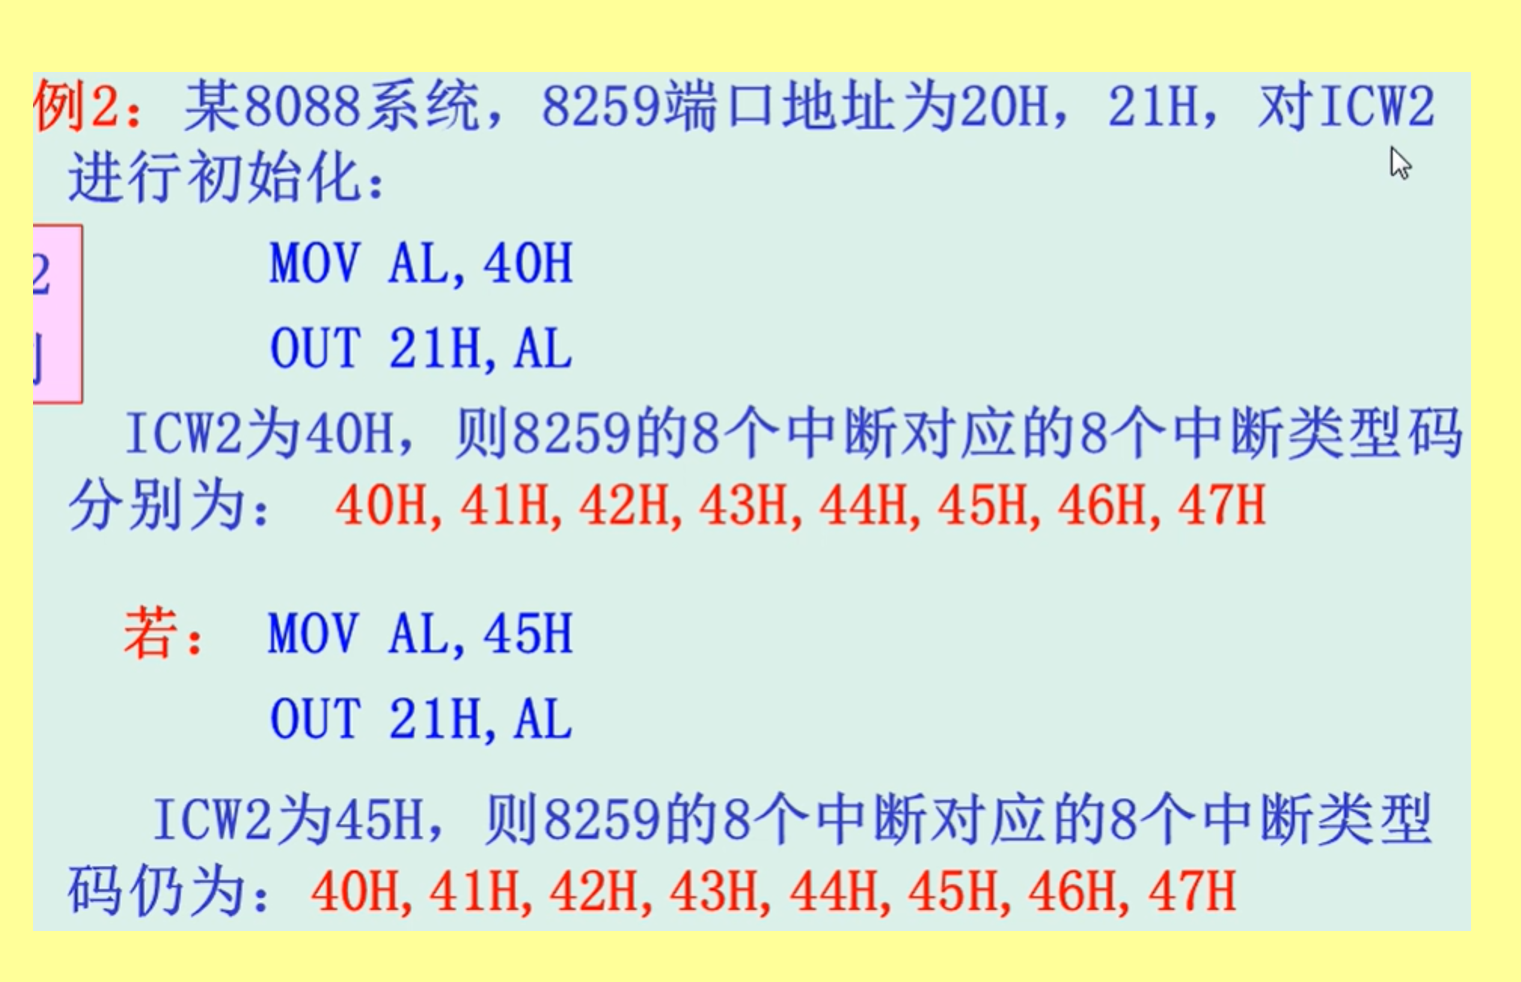 例2：某8088系统，8259端口地址为20H，21H，对ICW2
进行初始化：
2
MOV AL,40H
OUT 21H,AL
ICW2为40H，则8259的8个中断对应的8个中断类型码
分别为： 40H,41H,42H,43H,44H,45H,46H,47H
若： MOV AL,45H
OUT 21H,AL
ICW2为45H，则8259的8个中断对应的8个中断类型
码仍为：40H,41H,42H,43H,44H,45H,46H,47H